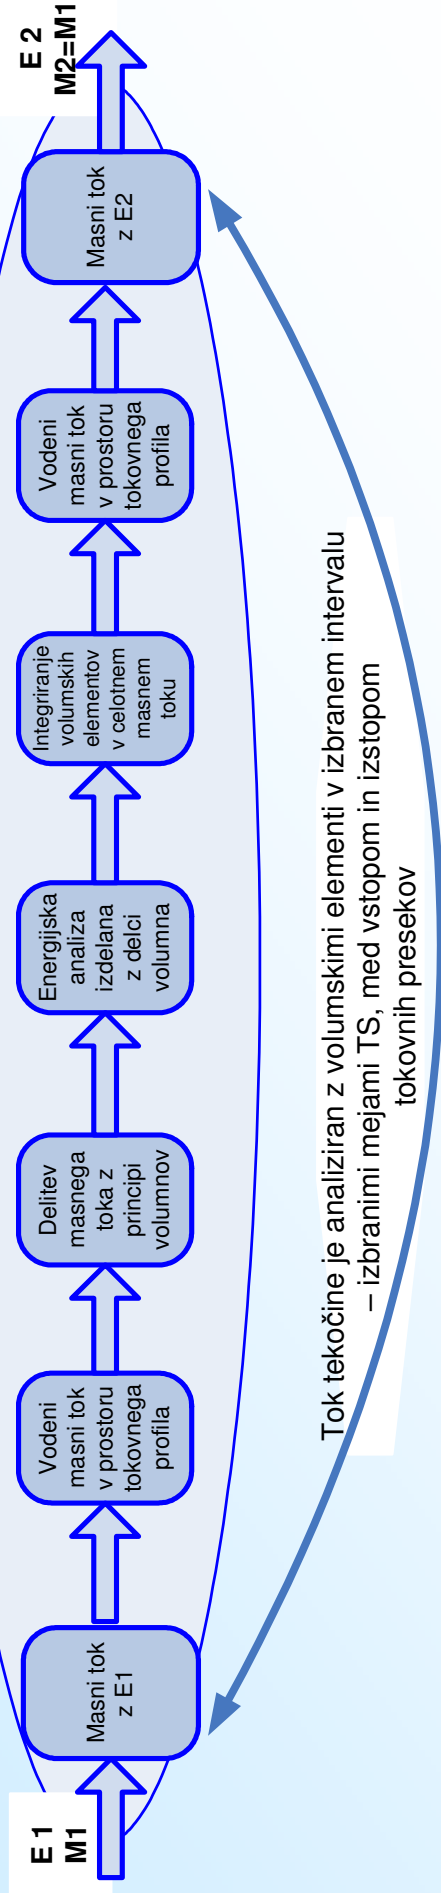 E 1
M1
Masni tok
z E1
Vodeni
masni tok
v prostoru
tokovnega
profila
Delitev
masnega
toka z
principi
volumnov
Energijska
analiza
izdelana
z delci
volumna
Integriranje
volumskih
elementov
v celotnem
masnem
toku
Vodeni
masni tok
v prostoru
tokovnega
profila
Masni tok
z E2
E 2
M2=M1
Tok tekočine je analiziran z volumskimi elementi v izbranem intervalu
– izbranimi mejami TS, med vstopom in izstopom
tokovnih presekov